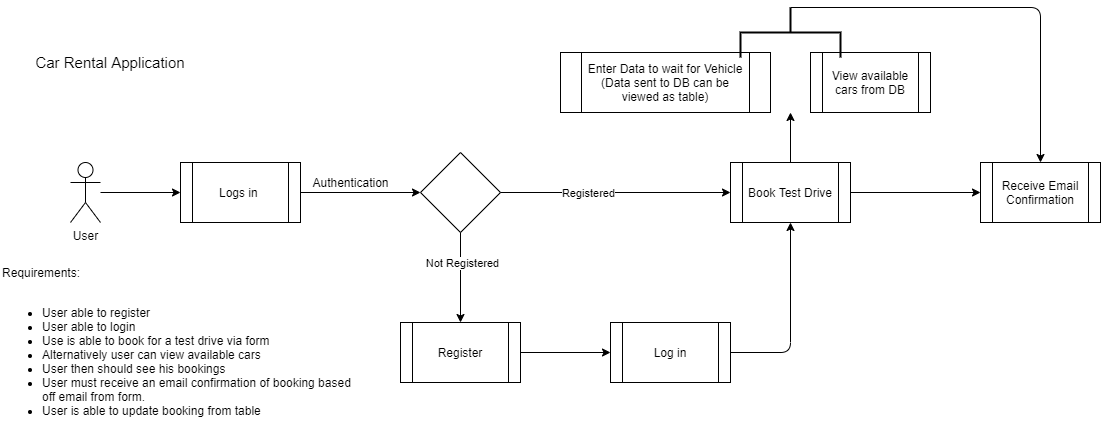 Car Rental Application
Enter Data to wait for Vehicle
(Data sent to DB can be
viewed as table)
View available
cars from DB
User
Logs in
Authentication
Registered
Book Test Drive
Receive Email
Confirmation
Not Registered
Register
Log in
Requirements:
• User able to register
• User able to login
• Use is able to book for a test drive via form
• Alternatively user can view available cars
• User then should see his bookings
• User must receive an email confirmation of booking based
off email from form.
• User is able to update booking from table